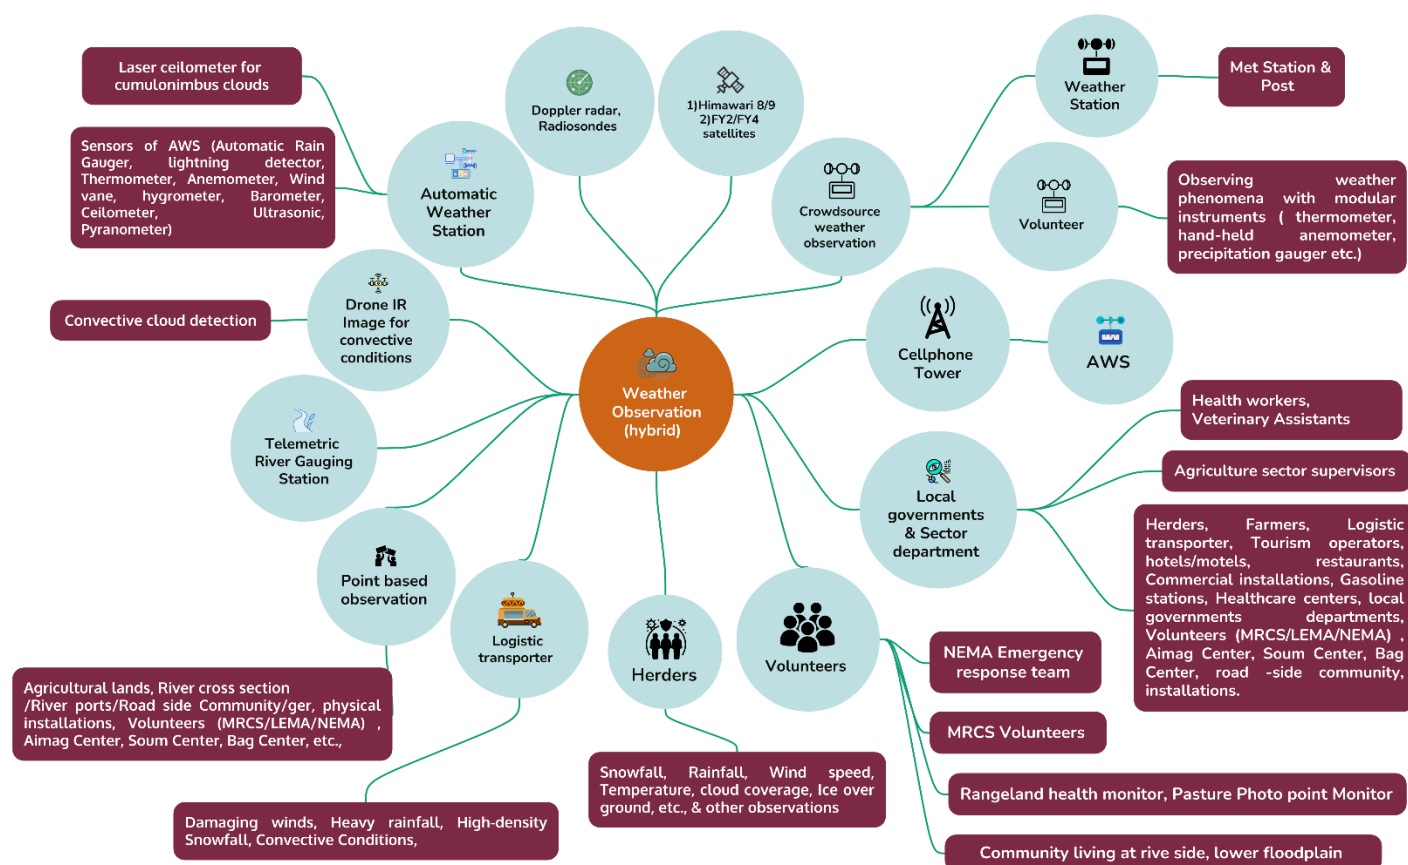 Laser ceilometer for
cumulonimbus clouds
Sensors of AWS (Automatic Rain
Gauger, lightning detector,
Thermometer, Anemometer, Wind
vane, hygrometer, Barometer,
Ceilometer, Ultrasonic,
Pyranometer)
Automatic
Weather
Station
Doppler radar,
Radiosondes
1)Himawari 8/9
2)FY2/FY4
satellites
Crowdsource
weather
observation
Weather
Station
Met Station &
Post
Volunteer
Observing weather
phenomena with modular
instruments ( thermometer,
hand-held anemometer,
precipitation gauger etc.)
Convective cloud detection
Drone IR
Image for
convective
conditions
Weather
Observation
(hybrid)
Cellphone
Tower
AWS
Telemetric
River Gauging
Station
Local
governments
& Sector
department
Health workers,
Veterinary Assistants
Agriculture sector supervisors
Herders, Farmers, Logistic
transporter, Tourism operators,
hotels/motels, restaurants,
Commercial installations, Gasoline
stations, Healthcare centers, local
governments departments,
Volunteers (MRCS/LEMA/NEMA) ,
Aimag Center, Soum Center, Bag
Center, road -side community,
installations.
Point based
observation
Logistic
transporter
Herders
Volunteers
Agricultural lands, River cross section
/River ports/Road side Community/ger, physical
installations, Volunteers (MRCS/LEMA/NEMA) ,
Aimag Center, Soum Center, Bag Center, etc.,
Damaging winds, Heavy rainfall, High-density
Snowfall, Convective Conditions,
Snowfall, Rainfall, Wind speed,
Temperature, cloud coverage, Ice over
ground, etc., & other observations
NEMA Emergency
response team
MRCS Volunteers
Rangeland health monitor, Pasture Photo point Monitor
Community living at rive side, lower floodplain